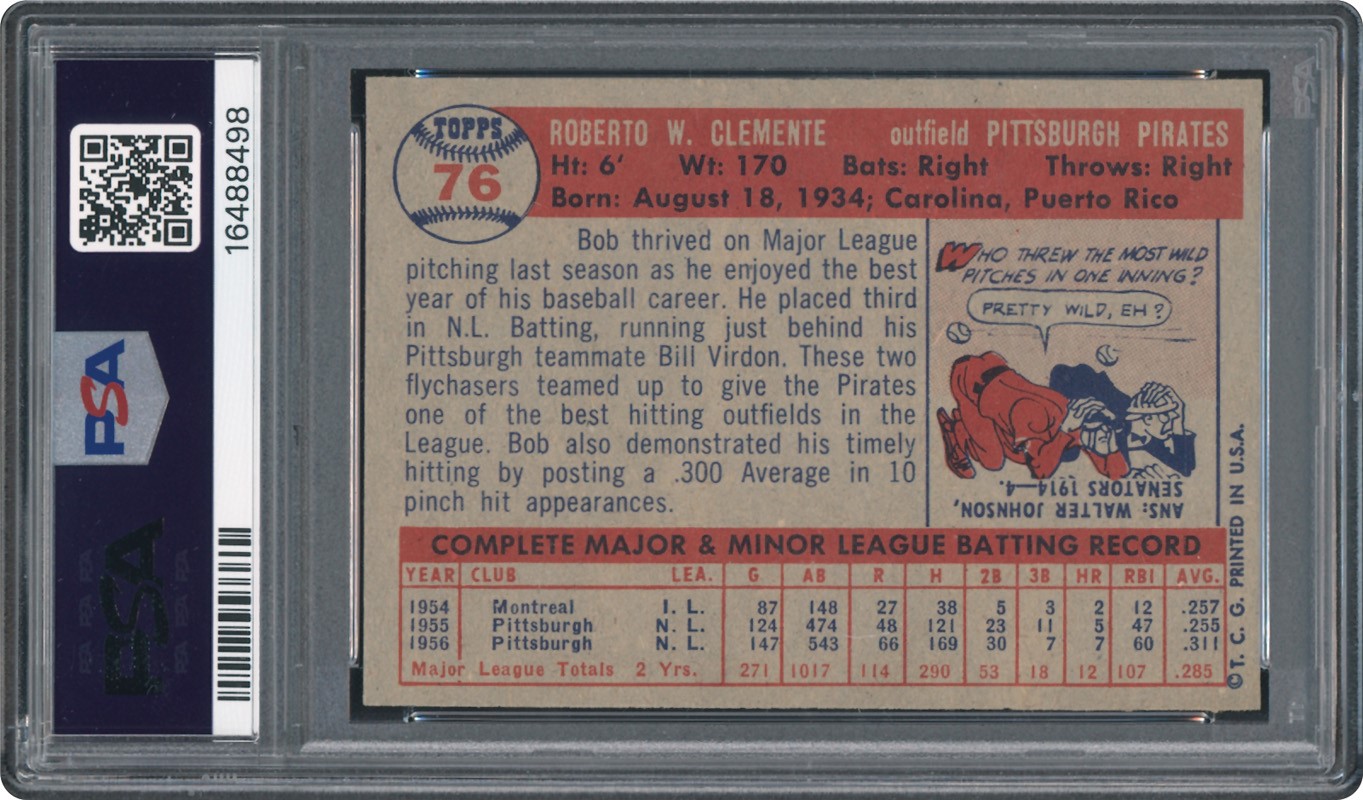 PSA
16488498
PSA
TOPPS
76
ROBERTO W. CLEMENTE outfield PITTSBURGH PIRATES
Ht: 6' Wt: 170 Bats: Right Throws: Right
Born: August 18, 1934; Carolina, Puerto Rico
Bob thrived on Major League
pitching last season as he enjoyed the best
year of his baseball career. He placed third
in N.L. Batting, running just behind his
Pittsburgh teammate Bill Virdon. These two
flychasers teamed up to give the Pirates
one of the best hitting outfields in the
League. Bob also demonstrated his timely
hitting by posting a .300 Average in 10
pinch hit appearances.
WHO THREW THE MOST WILD
PITCHES IN ONE INNING?
PRETTY WILD, EH?
ANS: WALTER JOHNSON,
SENATORS 1914—4.
COMPLETE MAJOR & MINOR LEAGUE BATTING RECORD
YEAR CLUB LEA. G AB R H 2B 3B HR RBI AVG.
1954 Montreal I. L. 87 148 27 38 5 3 2 12 .257
1955 Pittsburgh N. L. 124 474 48 121 23 11 5 47 .255
1956 Pittsburgh N. L. 147 543 66 169 30 7 7 60 .311
Major League Totals 2 Yrs. 271 1017 114 290 53 18 12 107 .285
© T. C. G. PRINTED IN U.S.A.